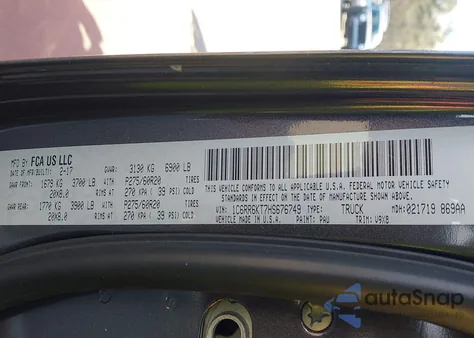 MFD BY: FCA US LLC
DATE OF MFR/BUILT: 2-17 GVWR: 3130 KG 6900 LB
GAWR FRONT: 1679 KG 3700 LB WITH P275/60R20 TIRES
20X8.0 RIMS AT 270 KPA/ 39 PSI COLD
GAWR REAR: 1770 KG 3900 LB WITH P275/60R20 TIRES
20X8.0 RIMS AT 270 KPA/ 39 PSI COLD
THIS VEHICLE CONFORMS TO ALL APPLICABLE U.S.A. FEDERAL MOTOR VEHICLE SAFETY
STANDARDS IN EFFECT ON THE DATE OF MANUFACTURE SHOWN ABOVE.
VIN: 1C6RR6KT7HS676749 TYPE: TRUCK MDH:021719 869AA
VEHICLE MADE IN U.S.A. PAINT: PAU TRIM: V9X8
autoSnap